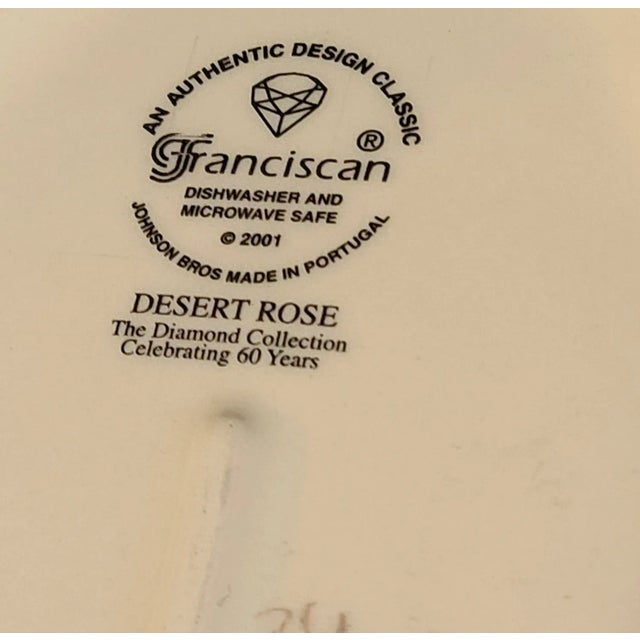 AN AUTHENTIC DESIGN CLASSIC
Franciscan ®
DISHWASHER AND
MICROWAVE SAFE
© 2001
JOHNSON BROS MADE IN PORTUGAL
DESERT ROSE
The Diamond Collection
Celebrating 60 Years